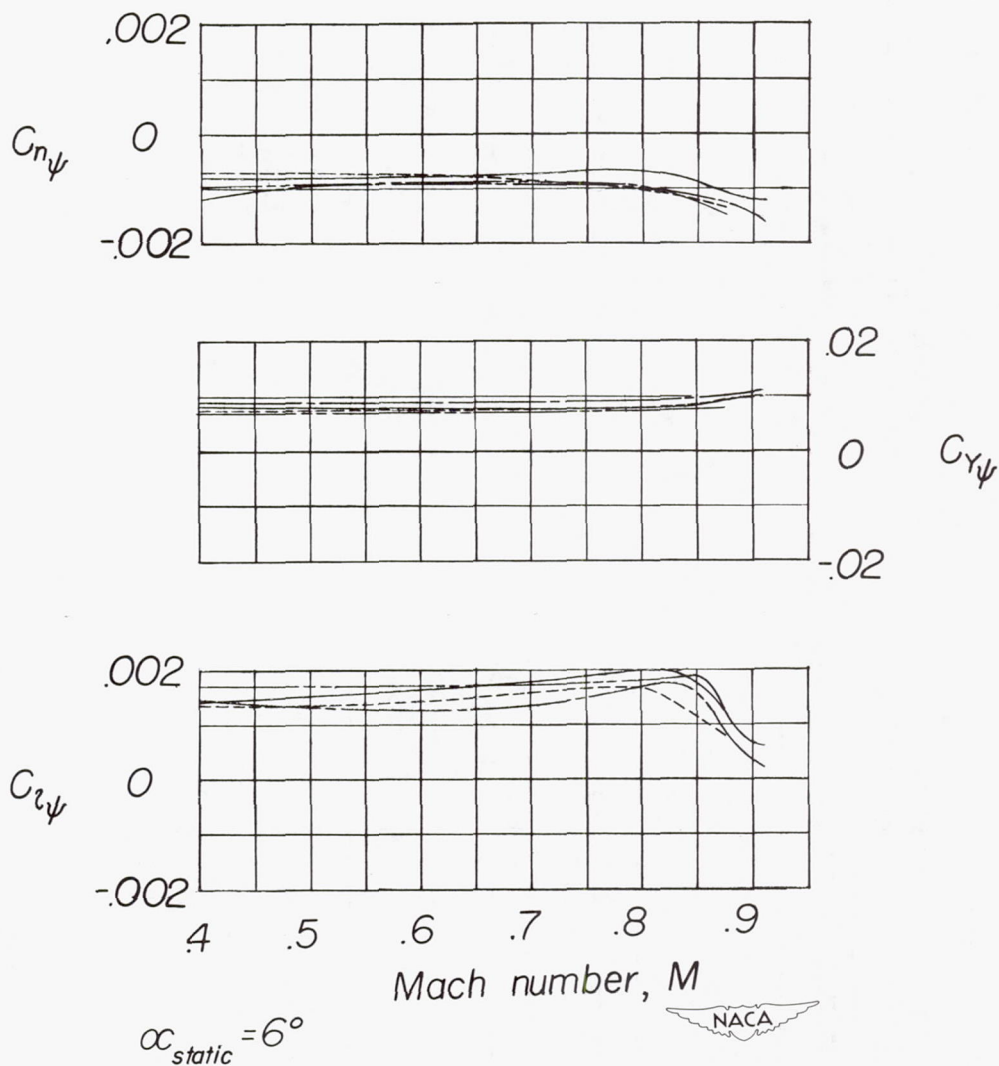 .002
Cnψ 0
-.002
.02
0 CYψ
-.02
.002
Clψ 0
-.002
.4 .5 .6 .7 .8 .9
Mach number, M
NACA
αstatic = 6°